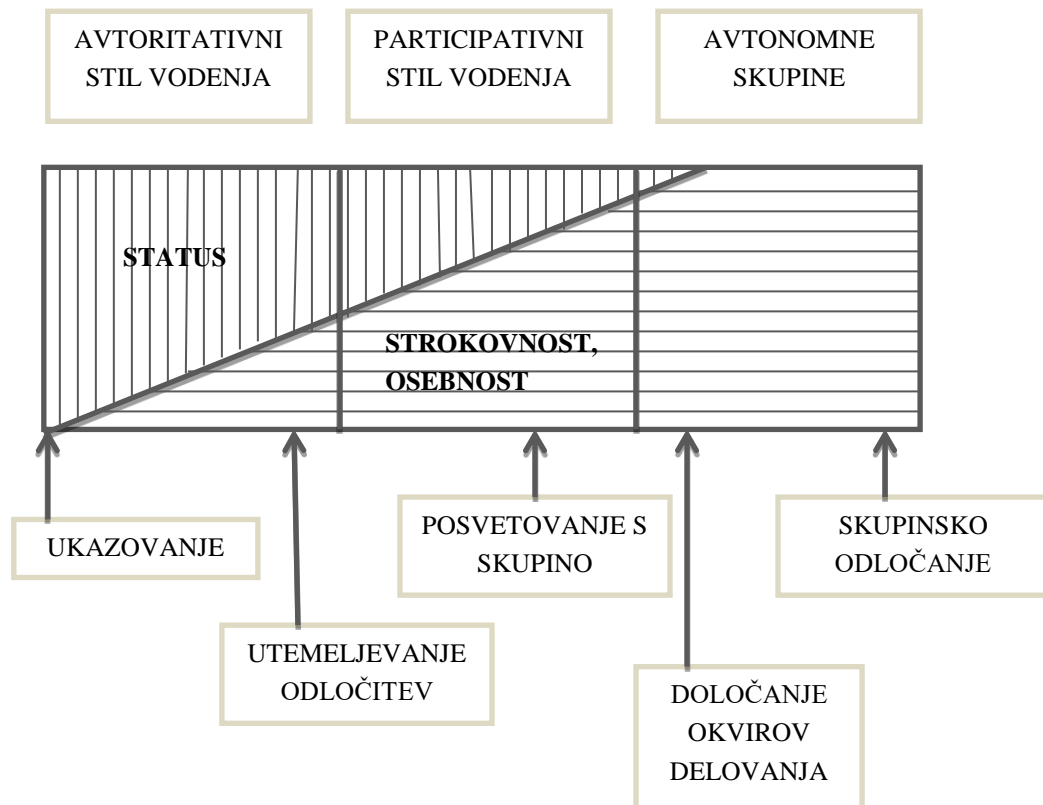 AVTORITATIVNI
STIL VODENJA
PARTICIPATIVNI
STIL VODENJA
AVTONOMNE
SKUPINE
STATUS
STROKOVNOST,
OSEBNOST
UKAZOVANJE
UTEMELJEVANJE
ODLOČITEV
POSVETOVANJE S
SKUPINO
DOLOČANJE
OKVIROV
DELOVANJA
SKUPINSKO
ODLOČANJE